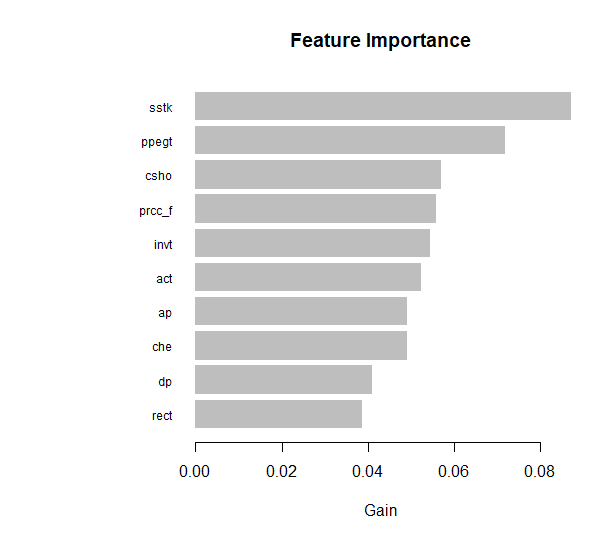 Feature Importance
sstk
ppegt
csho
prcc_f
invt
act
ap
che
dp
rect
0.00 0.02 0.04 0.06 0.08
Gain